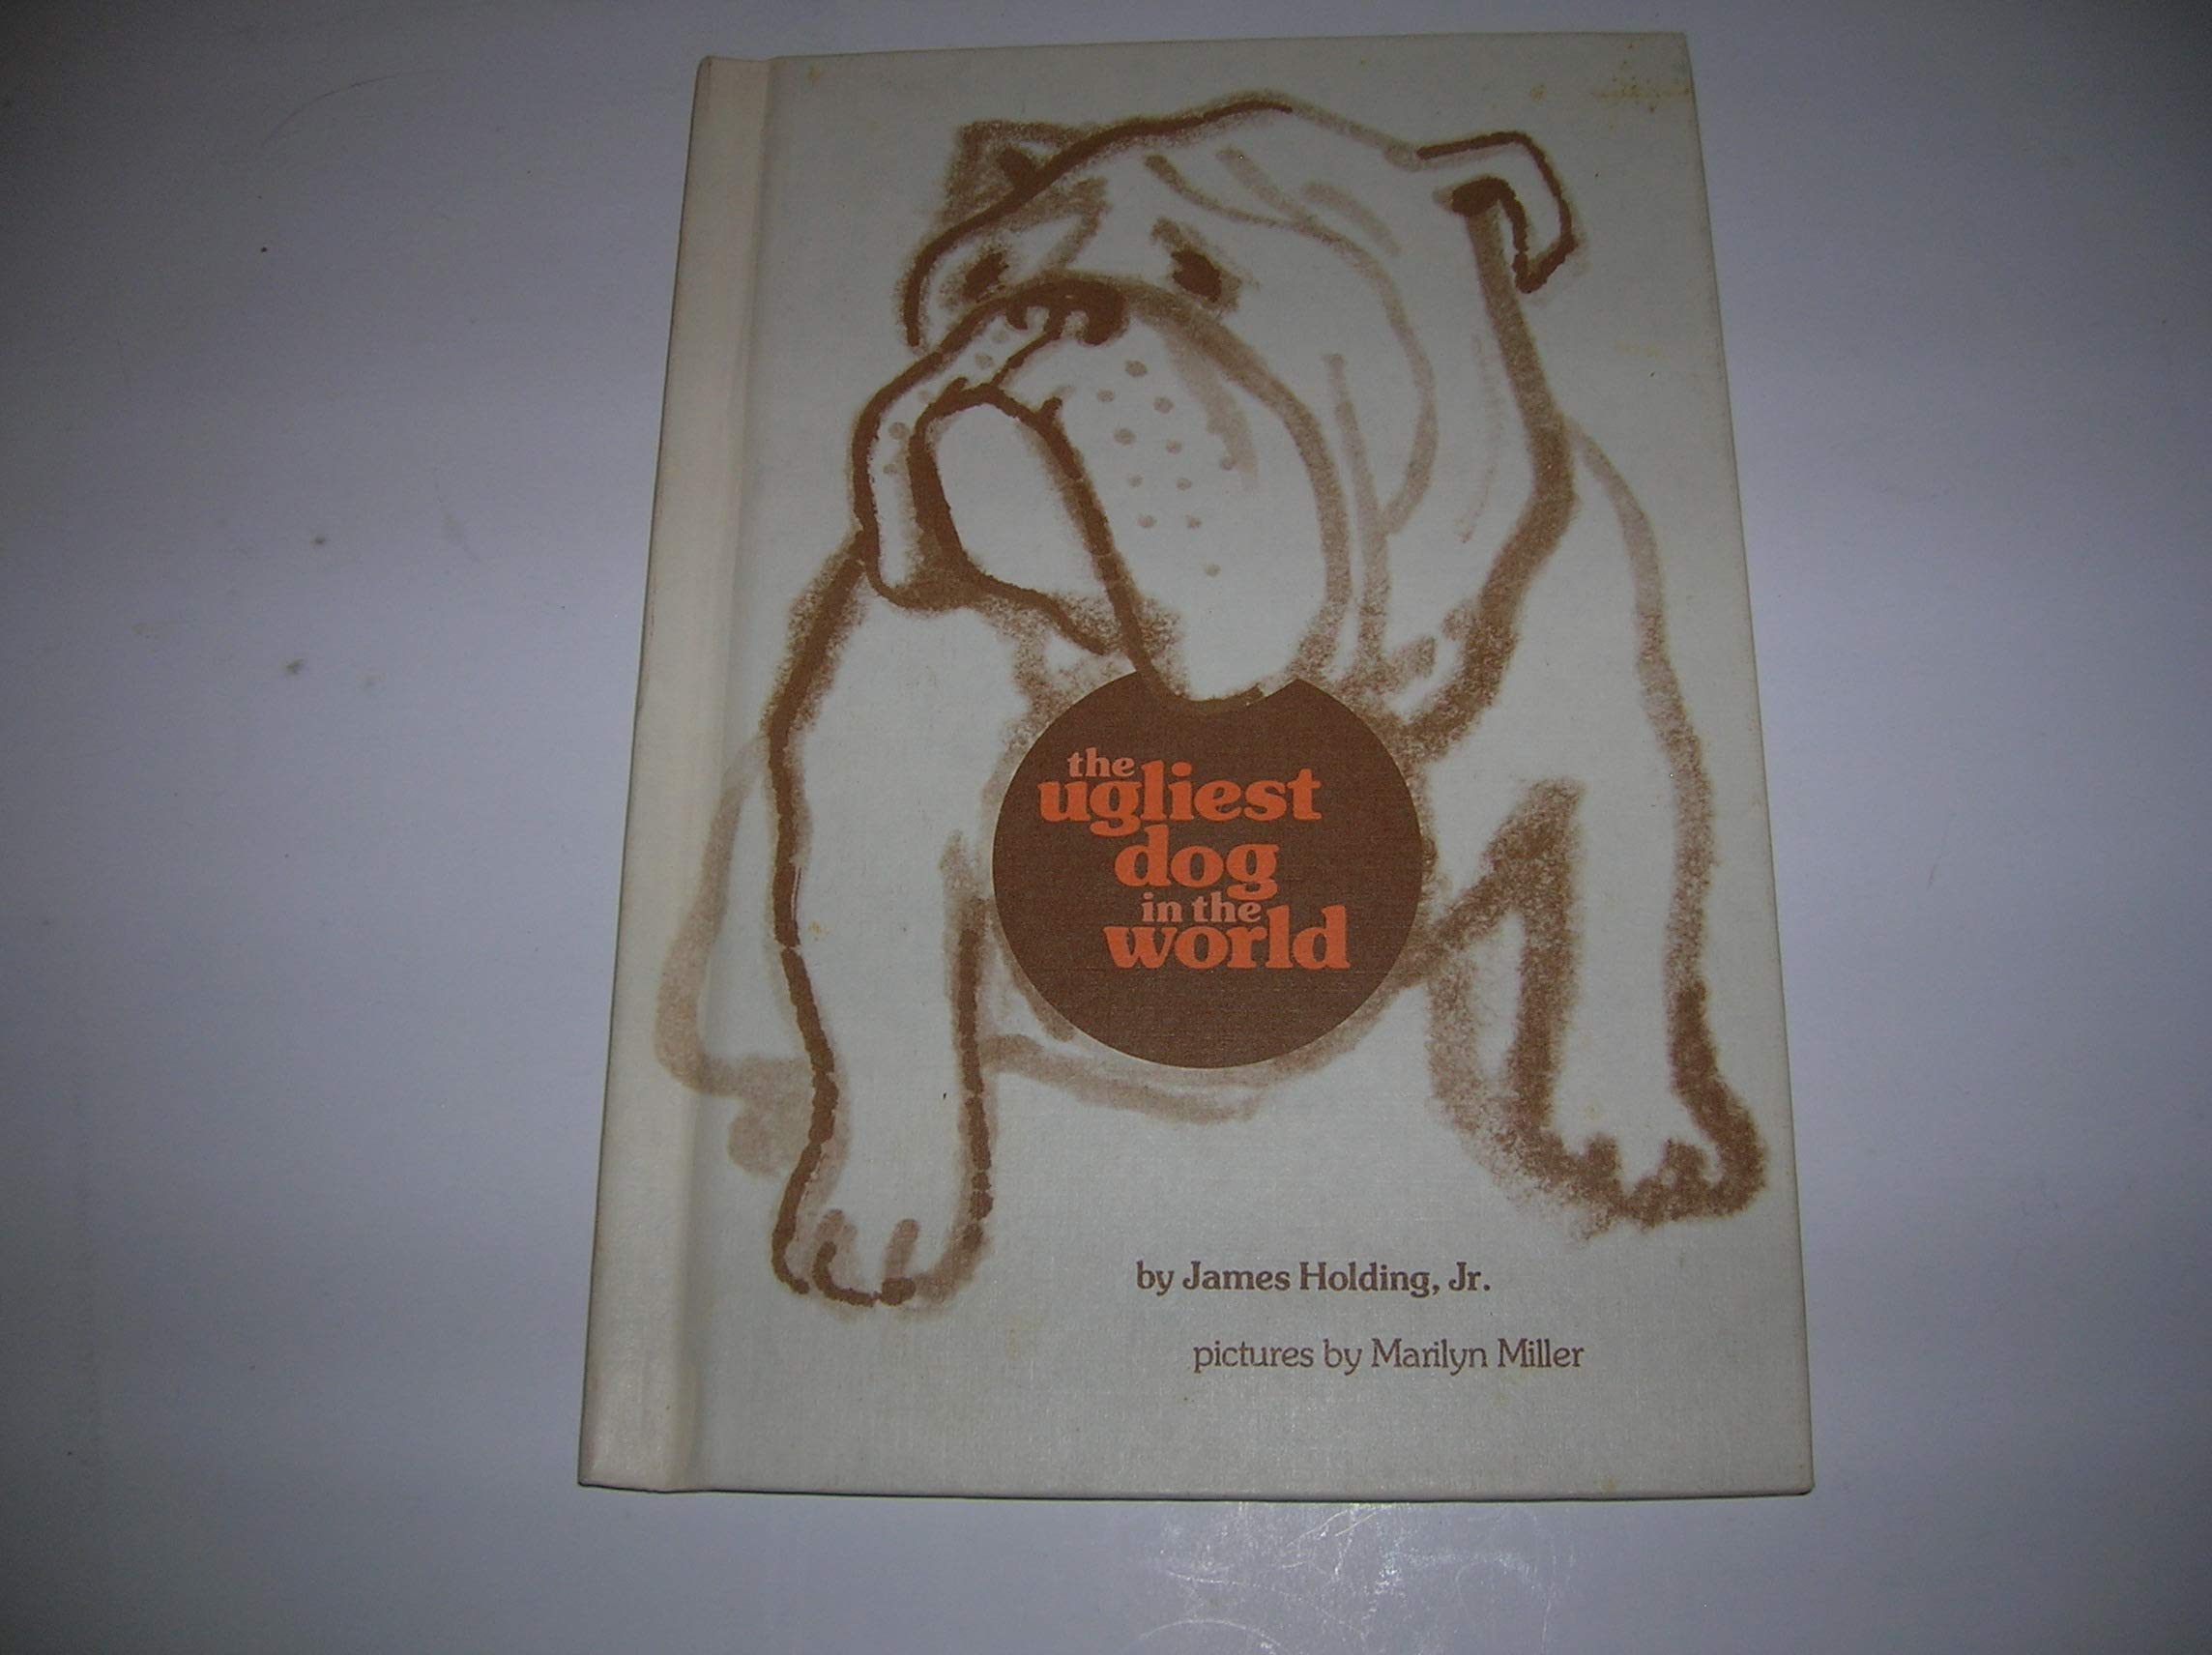 the
ugliest
dog
in the
world
by James Holding, Jr.
pictures by Marilyn Miller